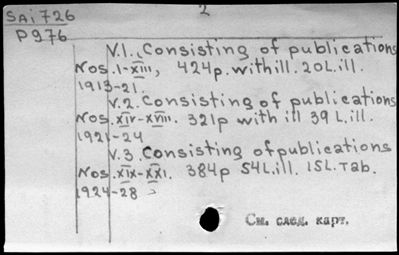 SAi 726
2
P976
V.1. Consisting of publications
Nos. I-XIII, 424p. with ill. 20L. ill.
1913-21.
V.2. Consisting of publications
Nos. XIV-XVIII. 321p with ill 39 L. ill.
1921-24
V.3. Consisting of publications
Nos. XIX-XXI. 384p 54L. ill. 15L. Tab.
1924-28
См. след. карт.